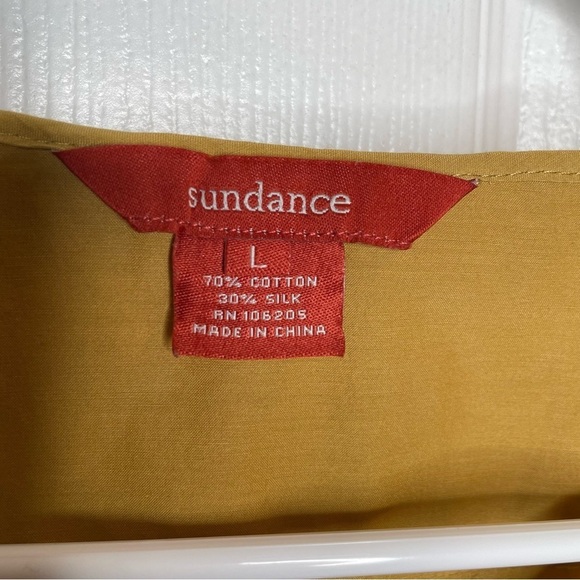 sundance
L
70% COTTON
30% SILK
RN 106205
MADE IN CHINA